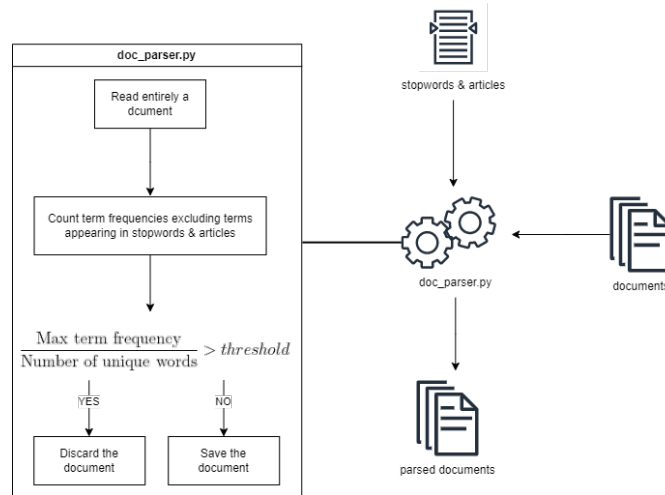 doc_parser.py
Read entirely a
dcument
Count term frequencies excluding terms
appearing in stopwords & articles
Max term frequency
Number of unique words
> threshold
YES
NO
Discard the
document
Save the
document
stopwords & articles
doc_parser.py
documents
parsed documents